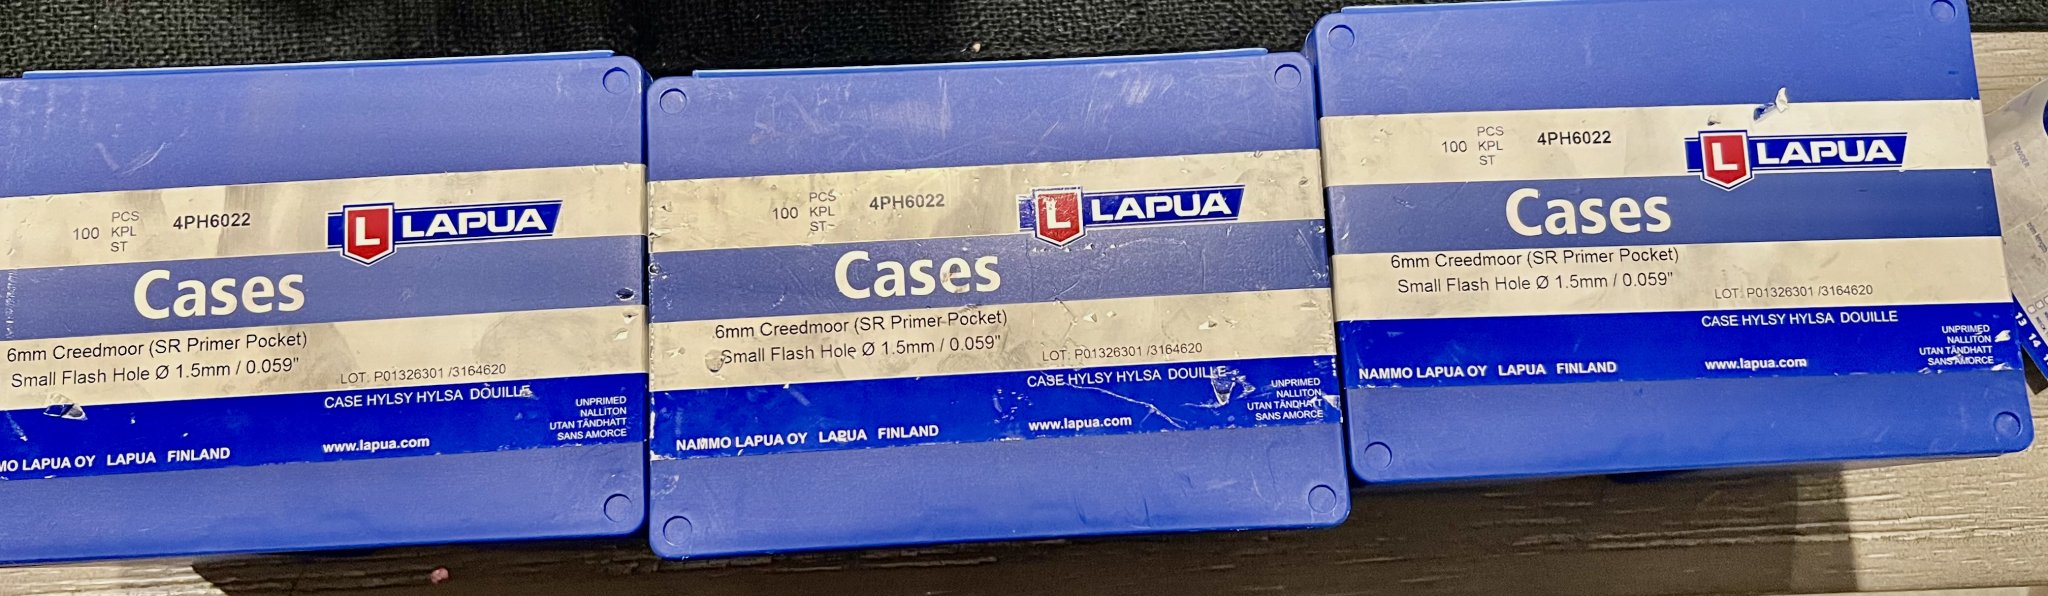 100 PCS KPL ST 4PH6022
L LAPUA
Cases
6mm Creedmoor (SR Primer Pocket)
Small Flash Hole Ø 1.5mm / 0.059"
LOT: P01326301 /3164620
CASE HYLSY HYLSA DOUILLE
UNPRIMED
NALLITON
UTAN TÄNDHATT
SANS AMORCE
MO LAPUA OY LAPUA FINLAND
www.lapua.com
100 PCS KPL ST 4PH6022
L LAPUA
Cases
6mm Creedmoor (SR Primer Pocket)
Small Flash Hole Ø 1.5mm / 0.059"
LOT: P01326301 /3164620
CASE HYLSY HYLSA DOUILLE
UNPRIMED
NALLITON
UTAN TÄNDHATT
SANS AMORCE
NAMMO LAPUA OY LAPUA FINLAND
www.lapua.com
100 PCS KPL ST 4PH6022
L LAPUA
Cases
6mm Creedmoor (SR Primer Pocket)
Small Flash Hole Ø 1.5mm / 0.059"
LOT: P01326301 /3164620
CASE HYLSY HYLSA DOUILLE
UNPRIMED
NALLITON
UTAN TÄNDHATT
SANS AMORCE
NAMMO LAPUA OY LAPUA FINLAND
www.lapua.com
POWDER
13
14